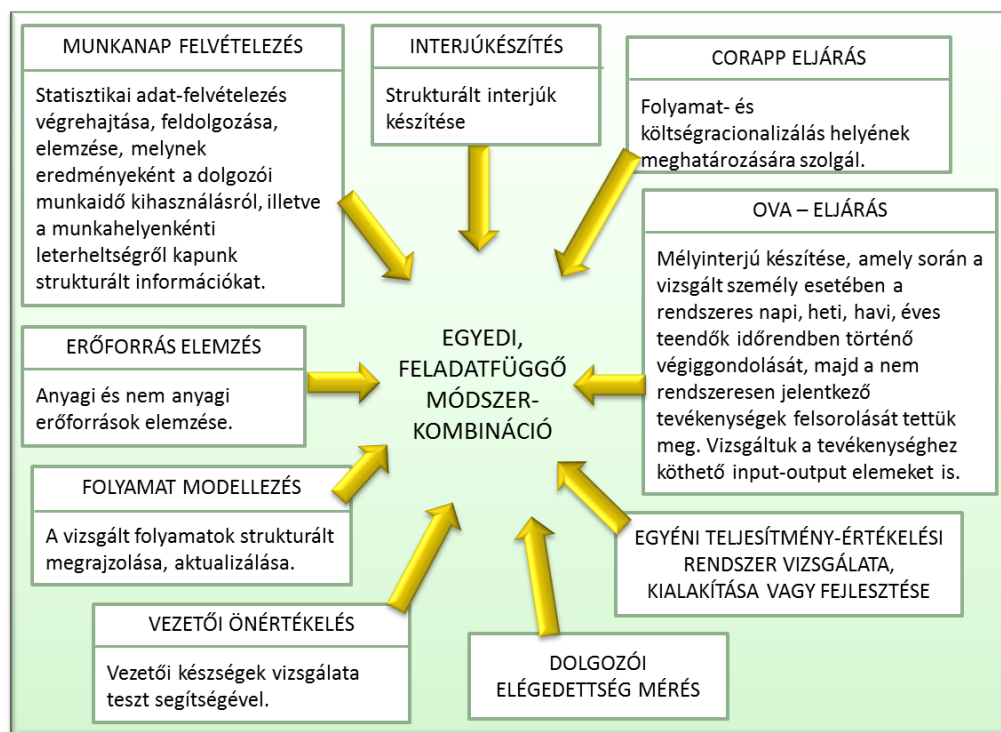 MUNKANAP FELVÉTELEZÉS
Statisztikai adat-felvételezés
végrehajtása, feldolgozása,
elemzése, melynek
eredményeként a dolgozói
munkaidő kihasználásról, illetve
a munkahelyenkénti
leterheltségről kapunk
strukturált információkat.
INTERJÚKÉSZÍTÉS
Strukturált interjúk
készítése
CORAPP ELJÁRÁS
Folyamat- és
költségracionalizálás helyének
meghatározására szolgál.
OVA – ELJÁRÁS
Mélyinterjú készítése, amely során a
vizsgált személy esetében a
rendszeres napi, heti, havi, éves
teendők időrendben történő
végiggondolását, majd a nem
rendszeresen jelentkező
tevékenységek felsorolását tettük
meg. Vizsgáltuk a tevékenységhez
köthető input-output elemeket is.
EGYEDI,
FELADATFÜGGŐ
MÓDSZER-
KOMBINÁCIÓ
ERŐFORRÁS ELEMZÉS
Anyagi és nem anyagi
erőforrások elemzése.
FOLYAMAT MODELLEZÉS
A vizsgált folyamatok strukturált
megrajzolása, aktualizálása.
VEZETŐI ÖNÉRTÉKELÉS
Vezetői készségek vizsgálata
teszt segítségével.
DOLGOZÓI
ELÉGEDETTSÉG MÉRÉS
EGYÉNI TELJESÍTMÉNY-ÉRTÉKELÉSI
RENDSZER VIZSGÁLATA,
KIALAKÍTÁSA VAGY FEJLESZTÉSE